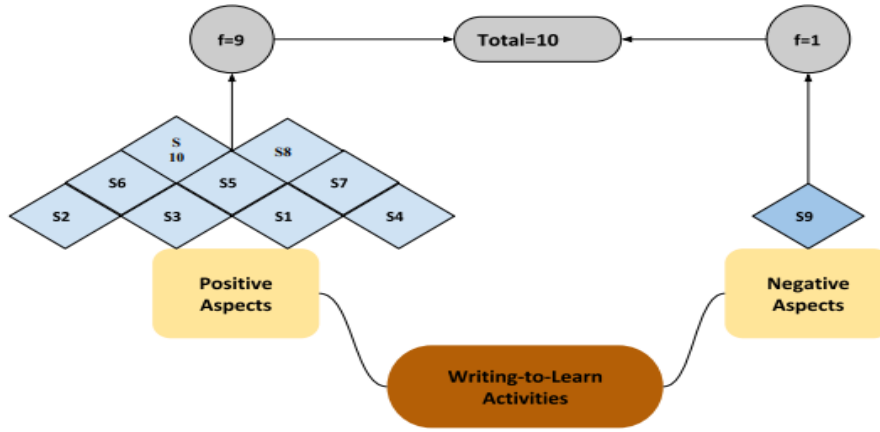 f=9
Total=10
f=1
S
10
S8
S6
S5
S7
S2
S3
S1
S4
S9
Positive
Aspects
Negative
Aspects
Writing-to-Learn
Activities